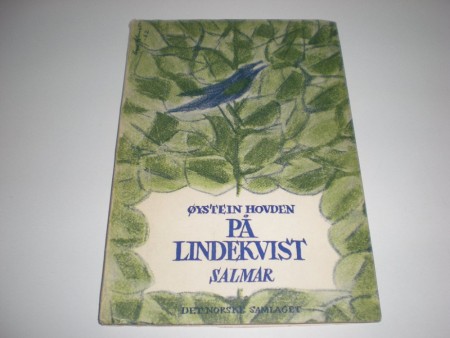 ØYSTEIN HOVDEN
PÅ
LINDEKVIST
SALMAR
DET NORSKE SAMLAGET